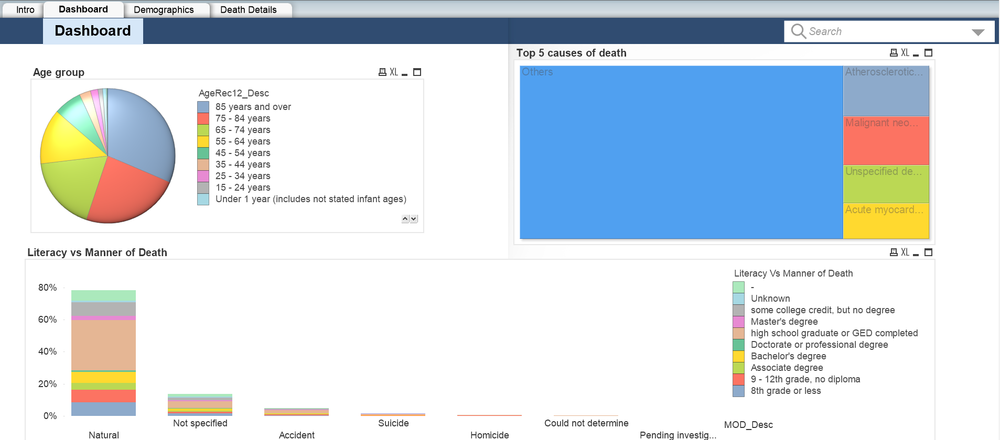 Intro Dashboard Demographics Death Details
Dashboard
Search
Age group
XL
AgeRec12_Desc
85 years and over
75 - 84 years
65 - 74 years
55 - 64 years
45 - 54 years
35 - 44 years
25 - 34 years
15 - 24 years
Under 1 year (includes not stated infant ages)
Top 5 causes of death
XL
Others
Atherosclerotic...
Malignant neo...
Unspecified de...
Acute myocard...
Literacy vs Manner of Death
XL
80%
60%
40%
20%
0%
Natural
Not specified
Accident
Suicide
Homicide
Could not determine
Pending investig...
MOD_Desc
Literacy Vs Manner of Death
-
Unknown
some college credit, but no degree
Master's degree
high school graduate or GED completed
Doctorate or professional degree
Bachelor's degree
Associate degree
9 - 12th grade, no diploma
8th grade or less